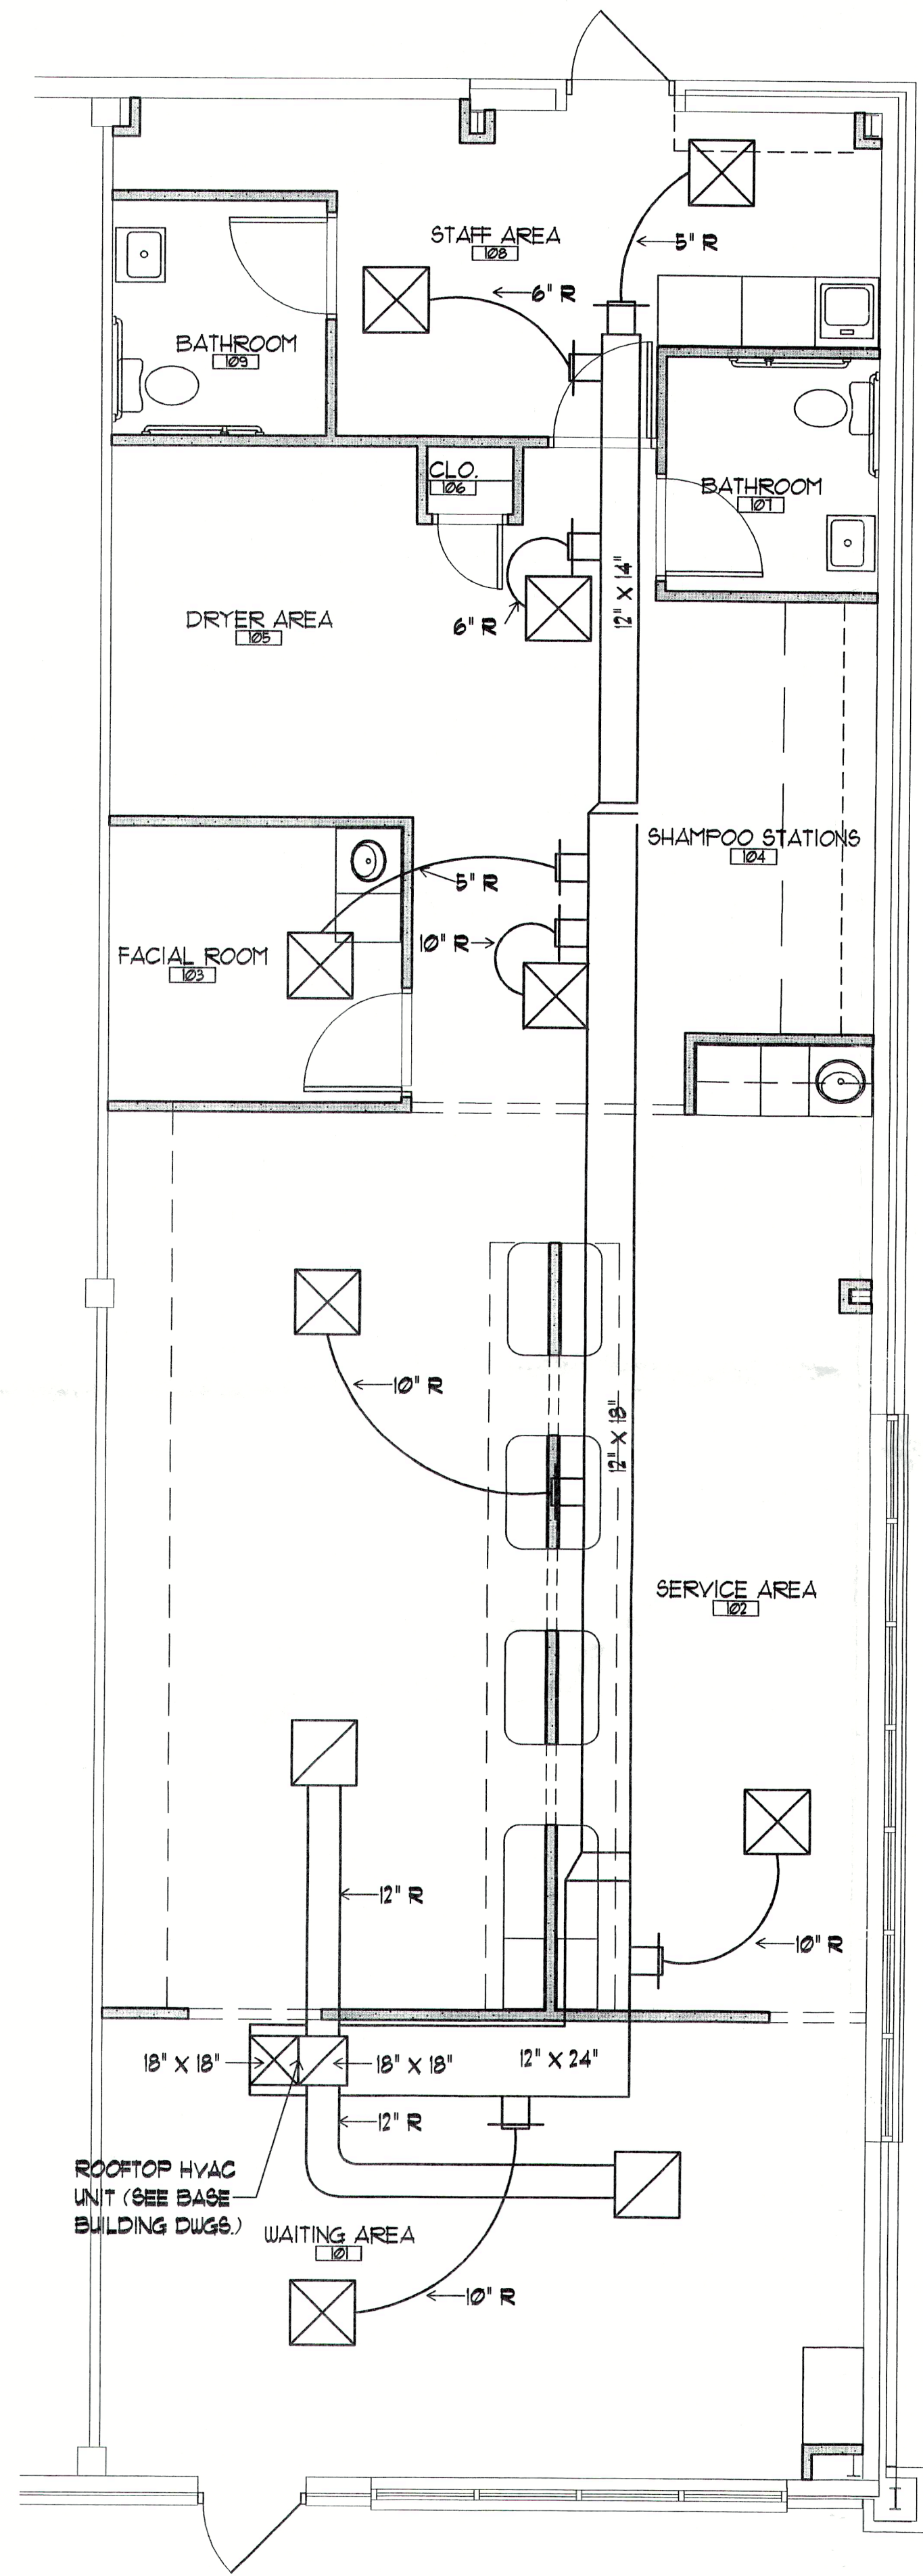 5" R
STAFF AREA
108
6" R
BATHROOM
109
CLO.
106
BATHROOM
107
12" X 14"
DRYER AREA
105
6" R
SHAMPOO STATIONS
104
5" R
10" R
FACIAL ROOM
103
10" R
12" X 18"
SERVICE AREA
102
12" R
10" R
18" X 18"
18" X 18"
12" X 24"
12" R
ROOFTOP HVAC
UNIT (SEE BASE
BUILDING DWGS.)
WAITING AREA
101
10" R